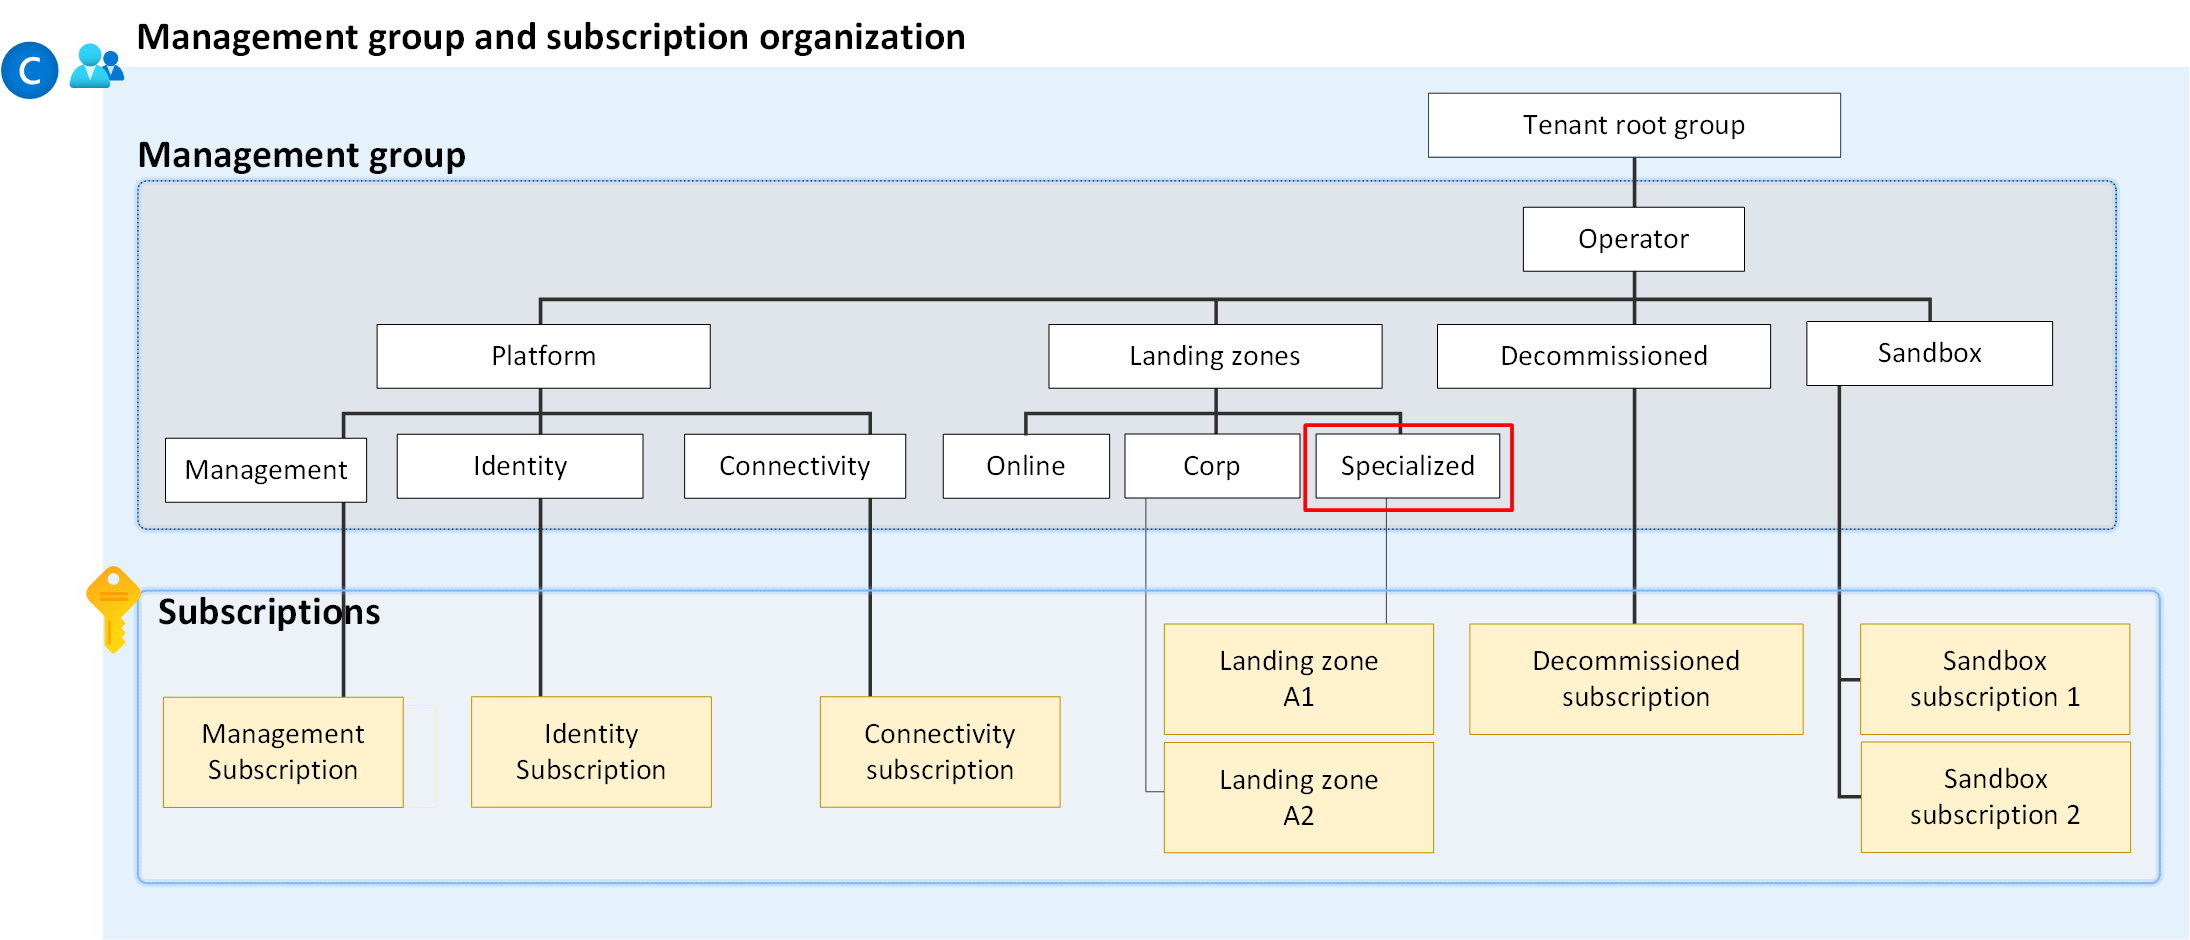 Management group and subscription organization
C
Tenant root group
Management group
Operator
Platform
Landing zones
Decommissioned
Sandbox
Management
Identity
Connectivity
Online
Corp
Specialized
Subscriptions
Landing zone
A1
Decommissioned
subscription
Sandbox
subscription 1
Management
Subscription
Identity
Subscription
Connectivity
subscription
Landing zone
A2
Sandbox
subscription 2